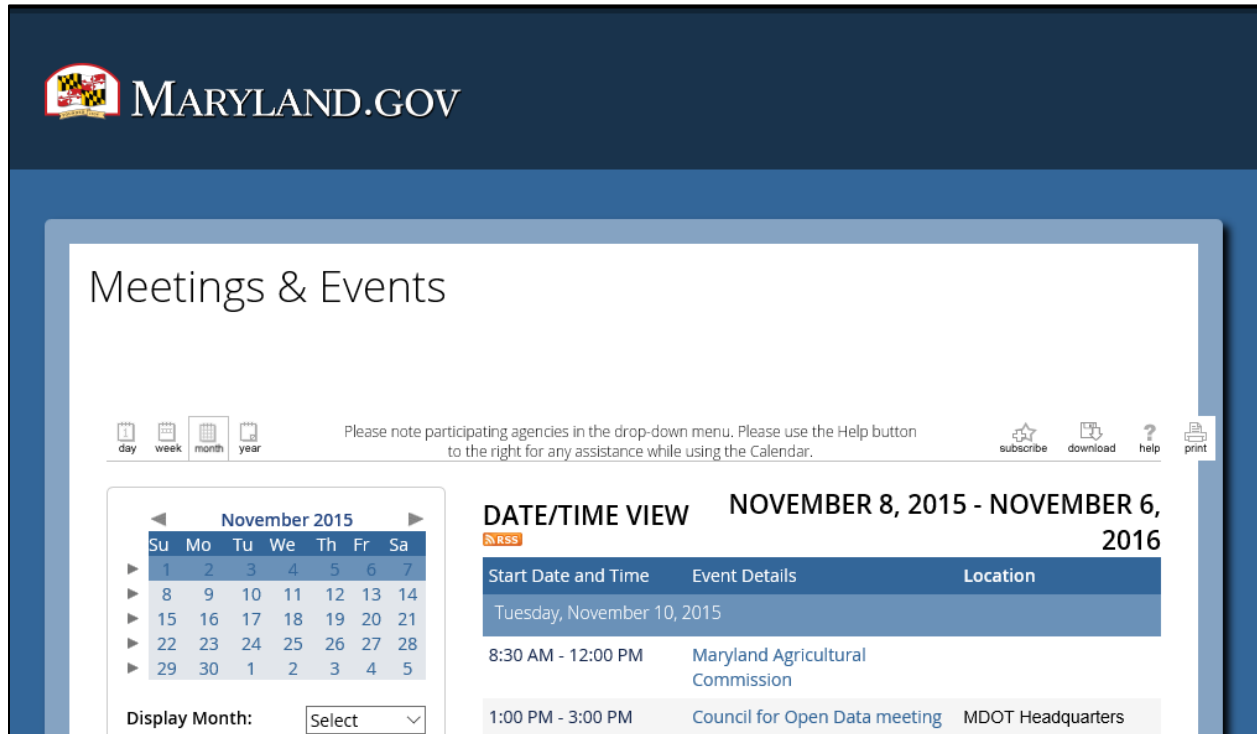 MARYLAND.GOV
Meetings & Events
1
day week month year
Please note participating agencies in the drop-down menu. Please use the Help button
to the right for any assistance while using the Calendar.
subscribe download ? help print
November 2015
Su Mo Tu We Th Fr Sa
1 2 3 4 5 6 7
8 9 10 11 12 13 14
15 16 17 18 19 20 21
22 23 24 25 26 27 28
29 30 1 2 3 4 5
Display Month: Select
DATE/TIME VIEW
RSS
NOVEMBER 8, 2015 - NOVEMBER 6,
2016
Start Date and Time Event Details Location
Tuesday, November 10, 2015
8:30 AM - 12:00 PM Maryland Agricultural
Commission
1:00 PM - 3:00 PM Council for Open Data meeting MDOT Headquarters